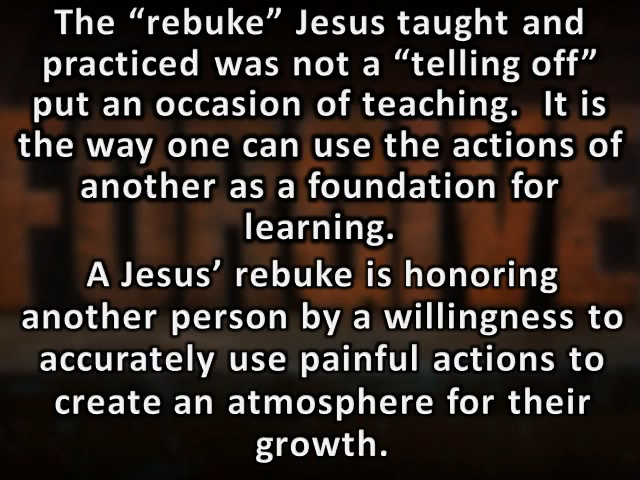 The “rebuke” Jesus taught and
practiced was not a “telling off”
put an occasion of teaching.  It is
the way one can use the actions of
another as a foundation for
learning.
A Jesus’ rebuke is honoring
another person by a willingness to
accurately use painful actions to
create an atmosphere for their
growth.